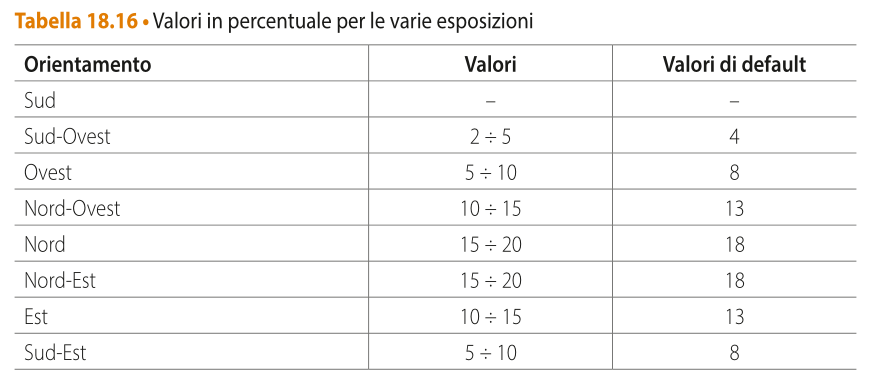 Tabella 18.16 • Valori in percentuale per le varie esposizioni
Orientamento Valori Valori di default
Sud – –
Sud-Ovest 2 ÷ 5 4
Ovest 5 ÷ 10 8
Nord-Ovest 10 ÷ 15 13
Nord 15 ÷ 20 18
Nord-Est 15 ÷ 20 18
Est 10 ÷ 15 13
Sud-Est 5 ÷ 10 8